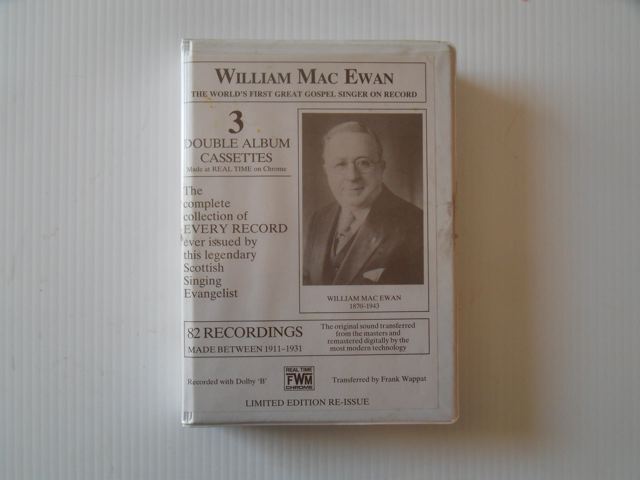 WILLIAM MAC EWAN
THE WORLD'S FIRST GREAT GOSPEL SINGER ON RECORD
3
DOUBLE ALBUM
CASSETTES
Made at REAL TIME on Chrome
The
complete
collection of
EVERY RECORD
ever issued by
this legendary
Scottish
Singing
Evangelist
WILLIAM MAC EWAN
1870-1943
82 RECORDINGS
MADE BETWEEN 1911-1931
The original sound transferred
from the masters and
remastered digitally by the
most modern technology
Recorded with Dolby 'B'
REAL TIME
FWM
CHROME
Transferred by Frank Wappat
LIMITED EDITION RE-ISSUE